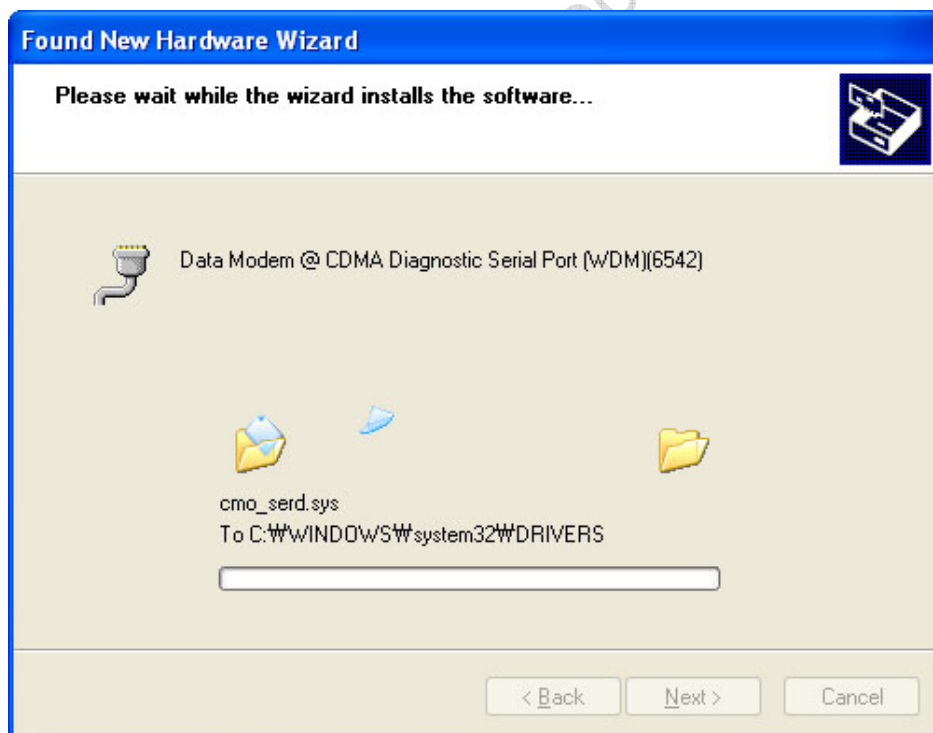 Found New Hardware Wizard
Please wait while the wizard installs the software...
Data Modem @ CDMA Diagnostic Serial Port (WDM)(6542)
cmo_serd.sys
To C:₩WINDOWS₩system32₩DRIVERS
< Back
Next >
Cancel